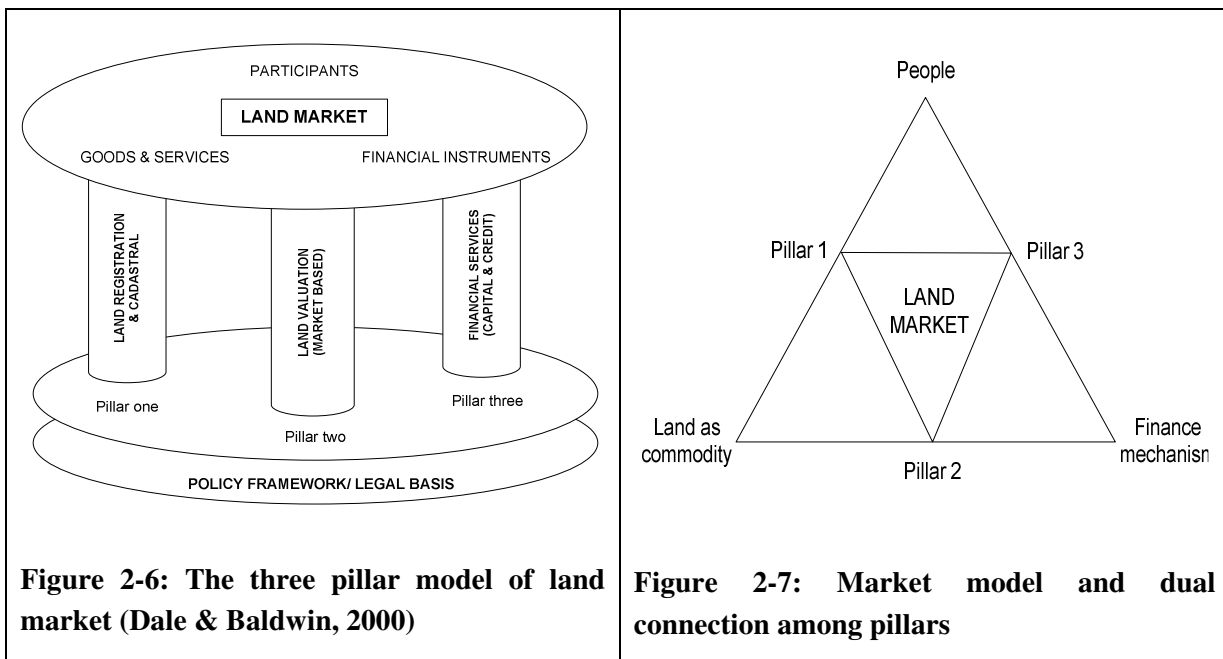 PARTICIPANTS
LAND MARKET
GOODS & SERVICES
FINANCIAL INSTRUMENTS
LAND REGISTRATION
& CADASTRAL
LAND VALUATION
(MARKET BASED)
FINANCIAL SERVICES
(CAPITAL & CREDIT)
Pillar one
Pillar two
Pillar three
POLICY FRAMEWORK/ LEGAL BASIS
Figure 2-6: The three pillar model of land
market (Dale & Baldwin, 2000)
People
Pillar 1
Pillar 3
LAND
MARKET
Land as
commodity
Pillar 2
Finance
mechanism
Figure 2-7: Market model and dual
connection among pillars